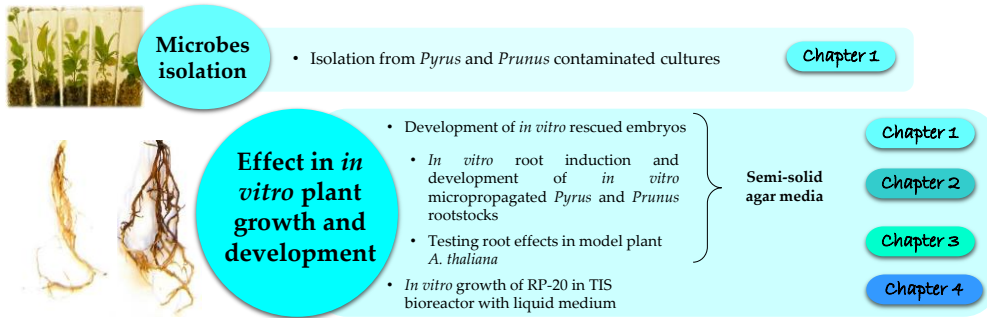 Microbes
isolation
• Isolation from Pyrus and Prunus contaminated cultures
Chapter 1
Effect in in
vitro plant
growth and
development
• Development of in vitro rescued embryos
• In vitro root induction and
development of in vitro
micropropagated Pyrus and Prunus
rootstocks
• Testing root effects in model plant
A. thaliana
• In vitro growth of RP-20 in TIS
bioreactor with liquid medium
Semi-solid
agar media
Chapter 1
Chapter 2
Chapter 3
Chapter 4